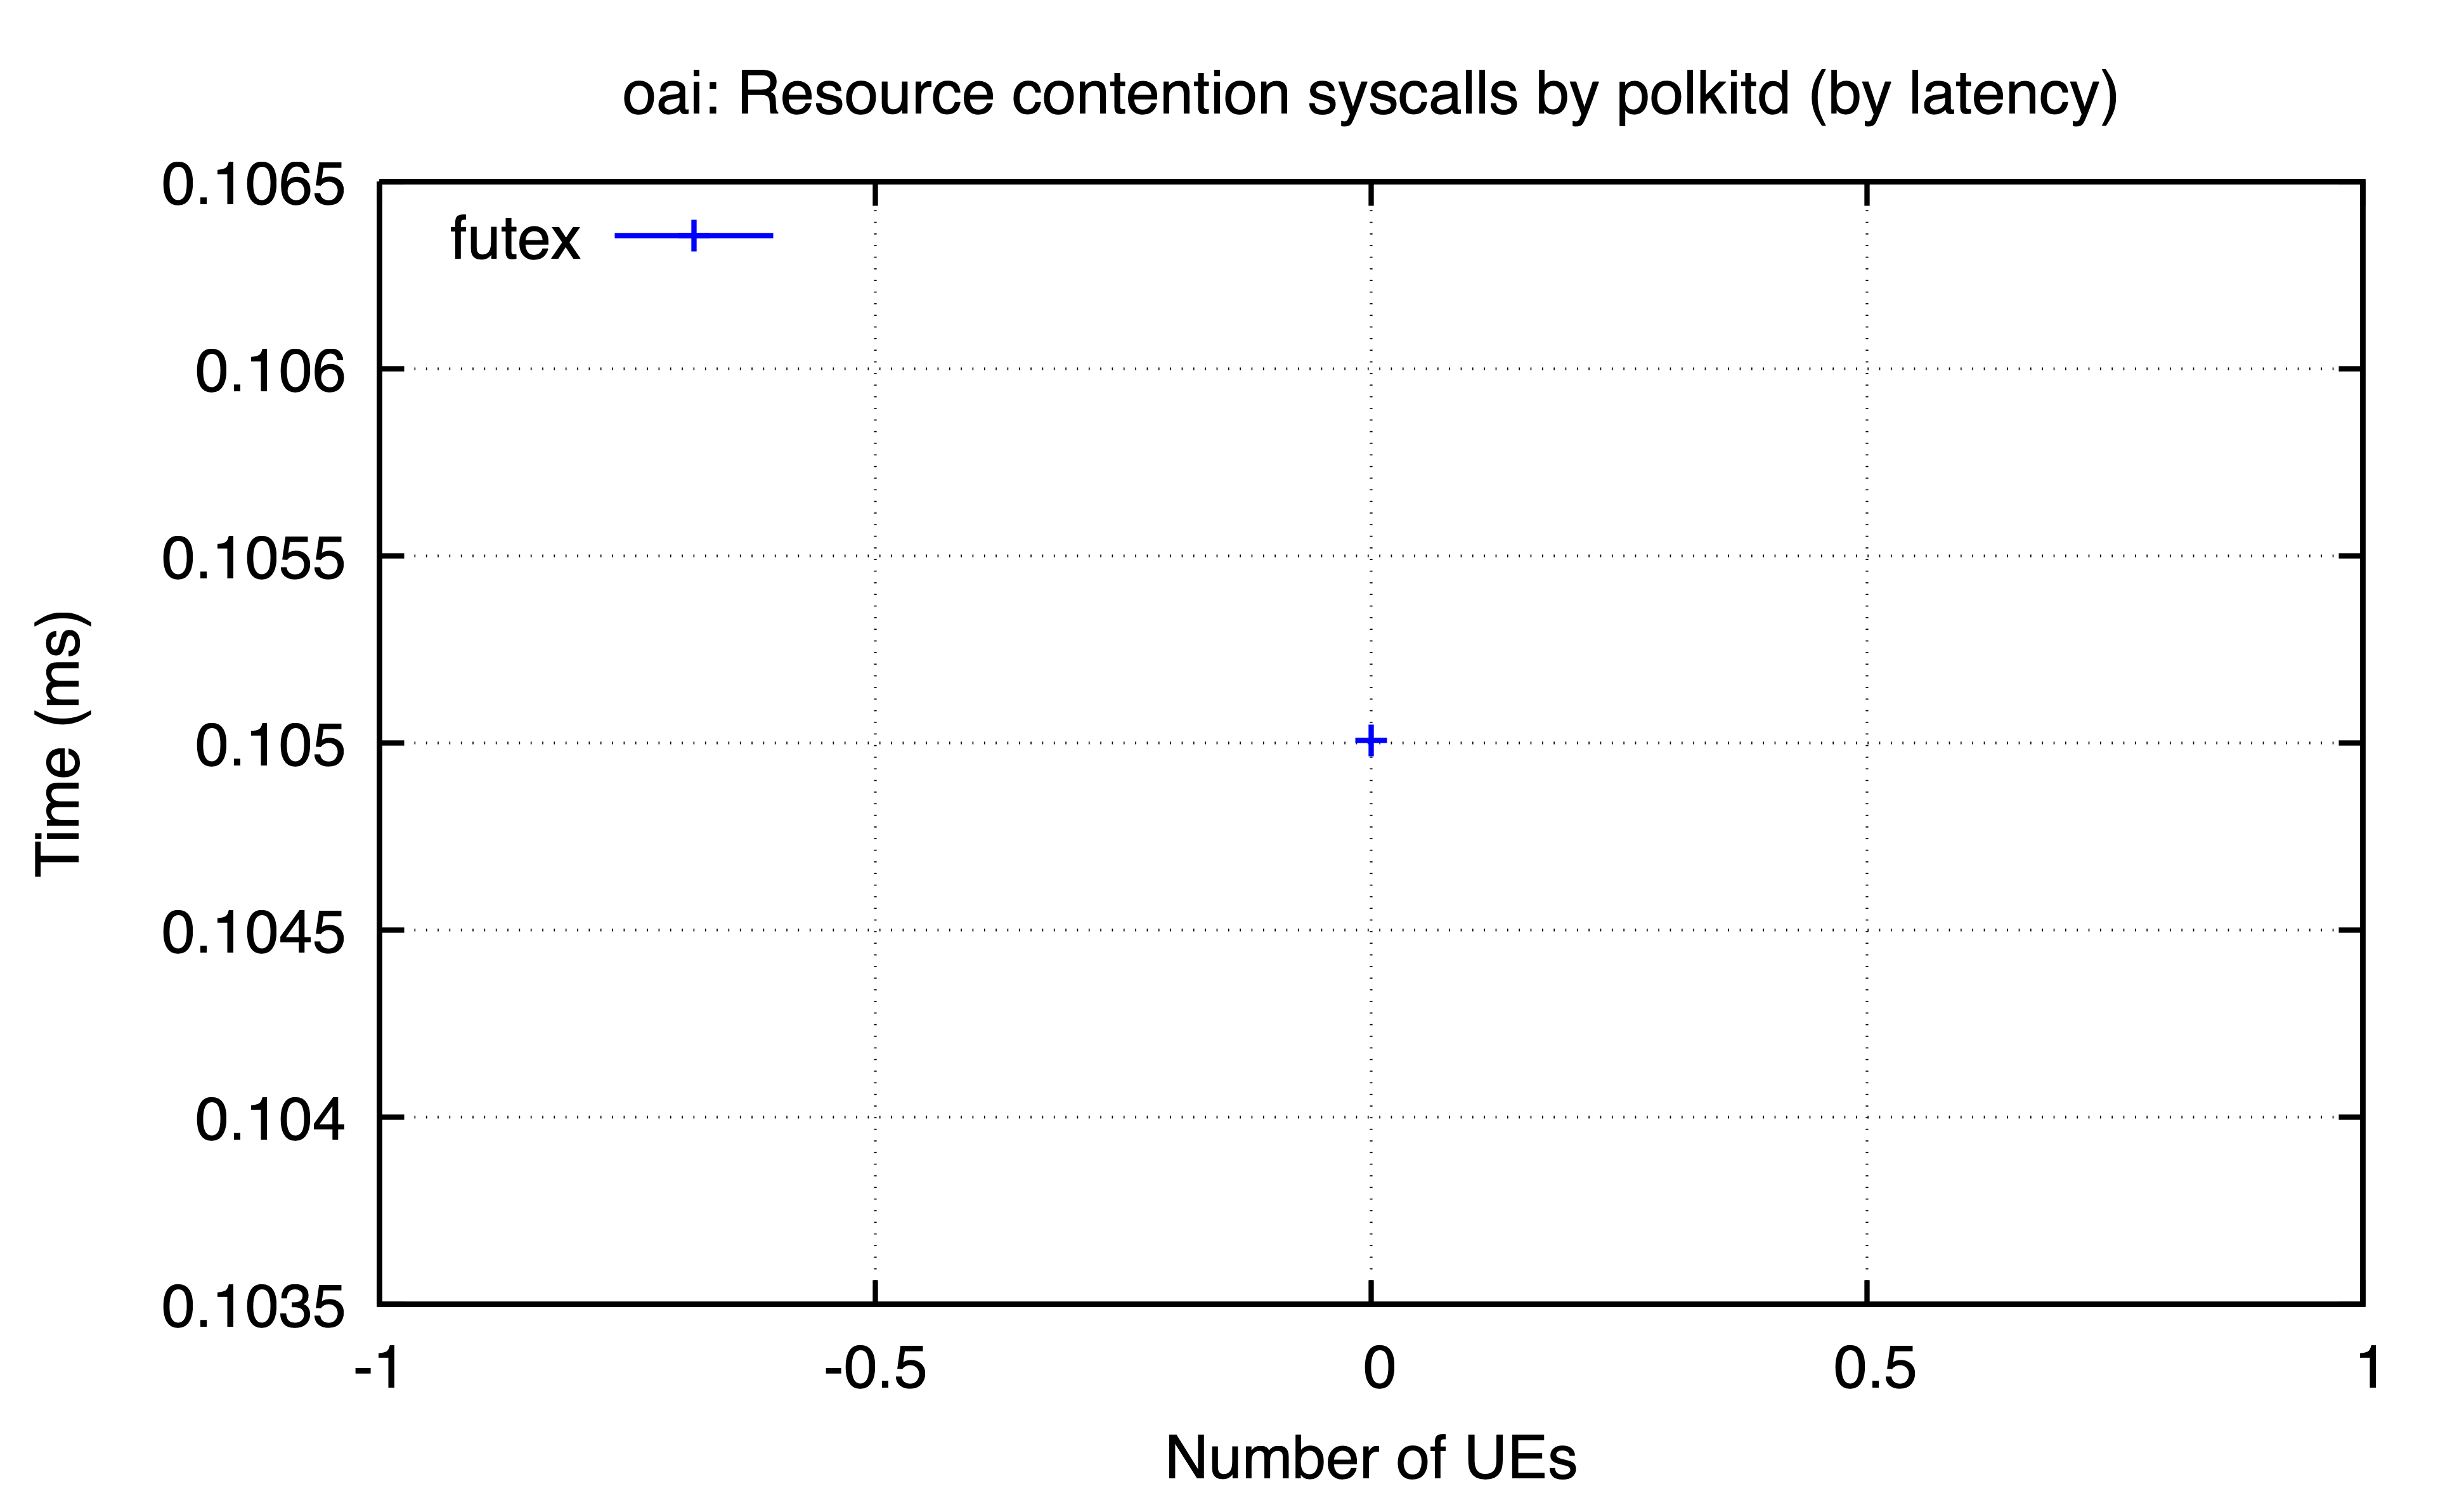 oai: Resource contention syscalls by polkitd (by latency)
0.1065
futex
0.106
0.1055
0.105
0.1045
0.104
0.1035
Time (ms)
-1 -0.5 0 0.5 1
Number of UEs